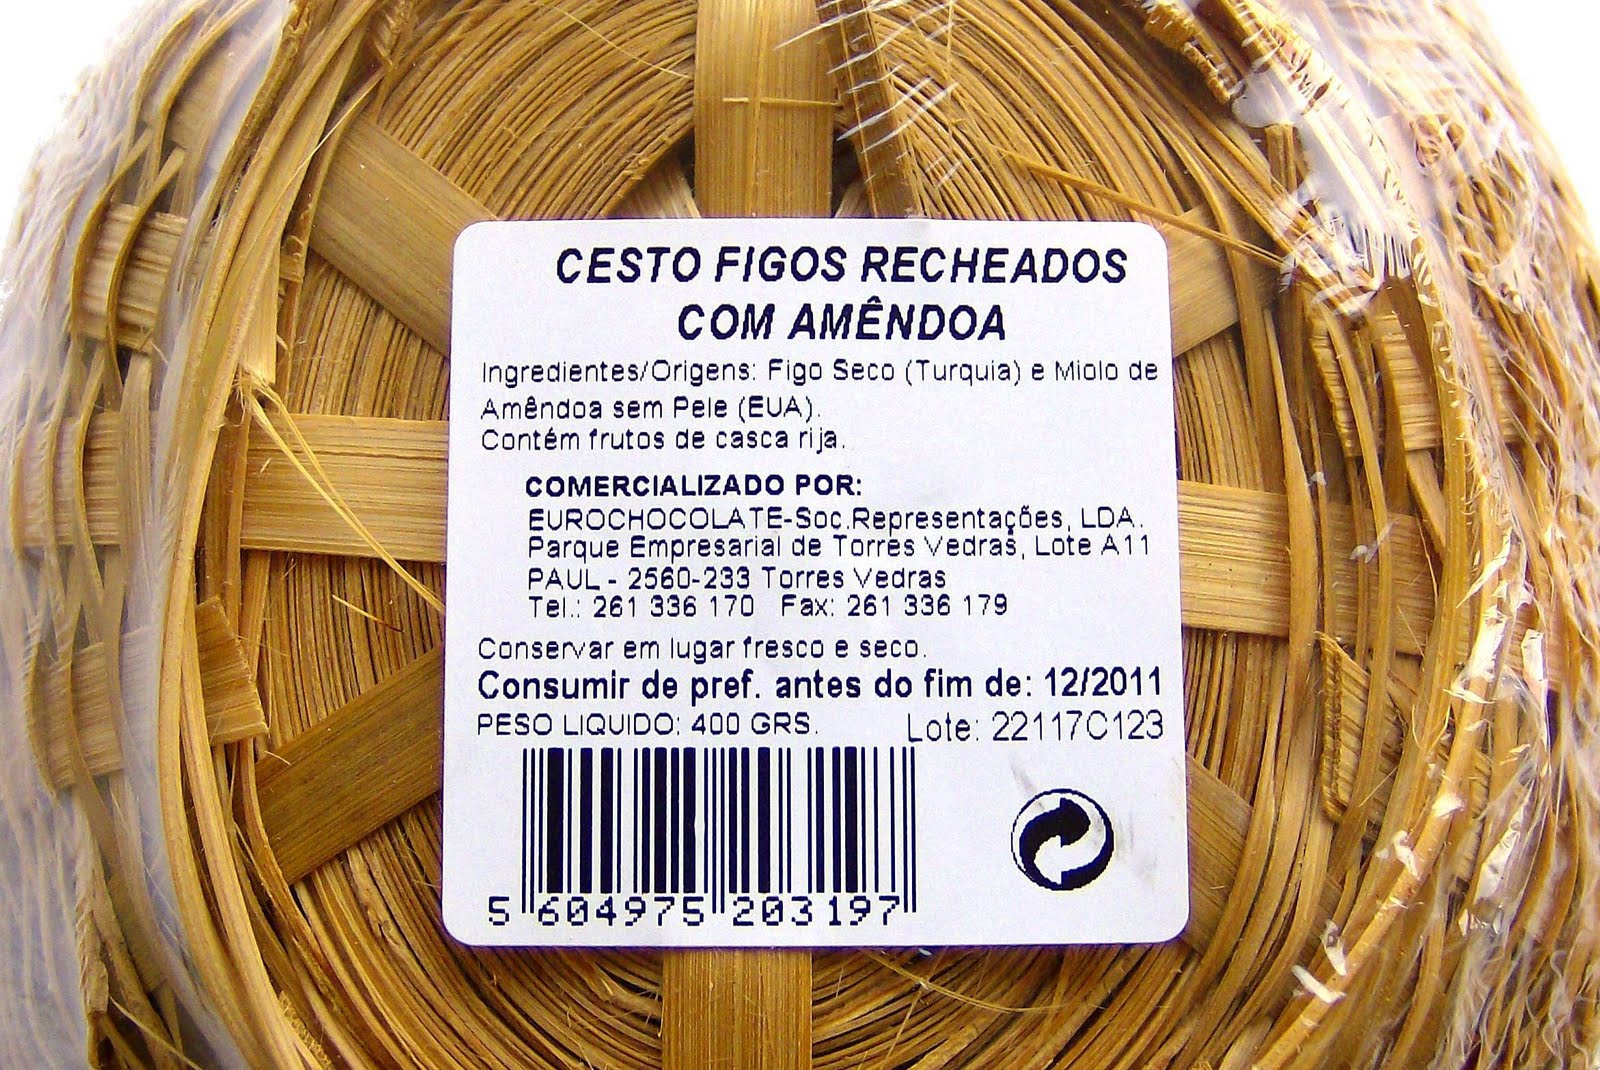 CESTO FIGOS RECHEADOS
COM AMÊNDOA
Ingredientes/Origens: Figo Seco (Turquia) e Miolo de
Amêndoa sem Pele (EUA).
Contém frutos de casca rija.
COMERCIALIZADO POR:
EUROCHOCOLATE-Soc.Representações, LDA.
Parque Empresarial de Torres Vedras, Lote A11
PAUL - 2560-233 Torres Vedras
Tel.: 261 336 170 Fax: 261 336 179
Conservar em lugar fresco e seco.
Consumir de pref. antes do fim de: 12/2011
PESO LIQUIDO: 400 GRS. Lote: 22117C123
5 604975 203197